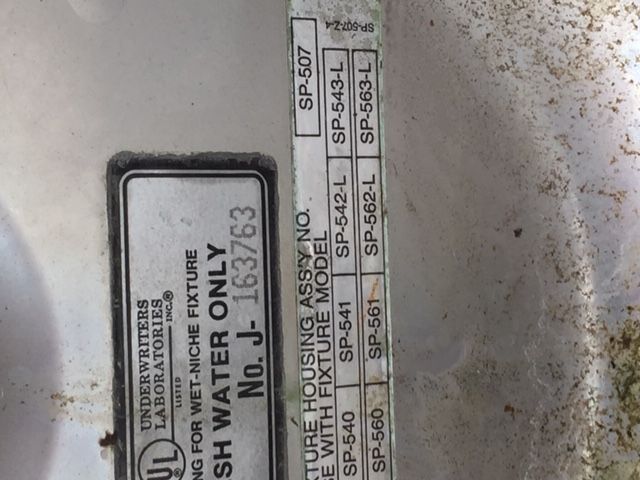 UL®
UNDERWRITERS
LABORATORIES INC.®
LISTED
NG FOR WET-NICHE FIXTURE
SH WATER ONLY
No. J- 163763
XTURE HOUSING ASS'Y NO. SP-507
SE WITH FIXTURE MODEL
SP-540 SP-541 SP-542-L SP-543-L
SP-560 SP-561 SP-562-L SP-563-L
SP-507-Z-4